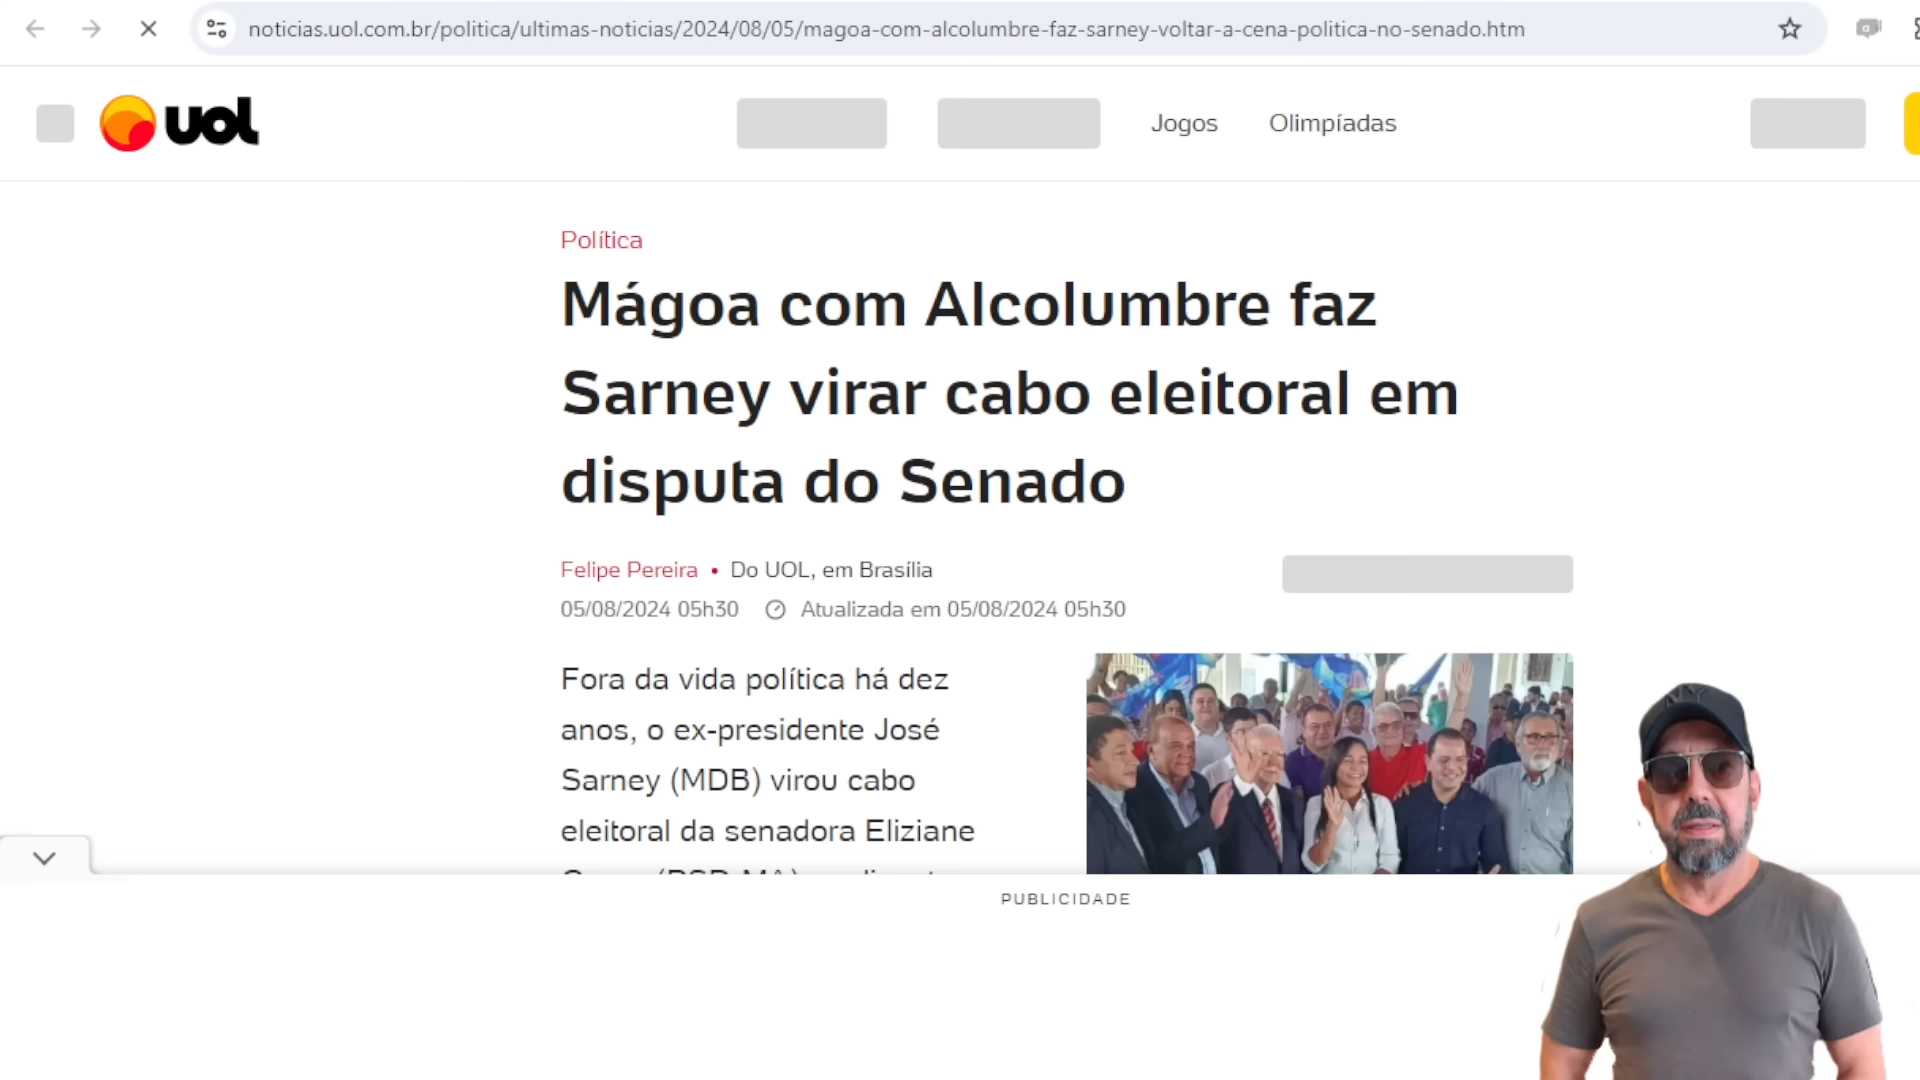 noticias.uol.com.br/politica/ultimas-noticias/2024/08/05/magoa-com-alcolumbre-faz-sarney-voltar-a-cena-politica-no-senado.htm
uol
Jogos
Olimpíadas
Política
Mágoa com Alcolumbre faz
Sarney virar cabo eleitoral em
disputa do Senado
Felipe Pereira • Do UOL, em Brasília
05/08/2024 05h30
Atualizada em 05/08/2024 05h30
Fora da vida política há dez
anos, o ex-presidente José
Sarney (MDB) virou cabo
eleitoral da senadora Eliziane
PUBLICIDADE